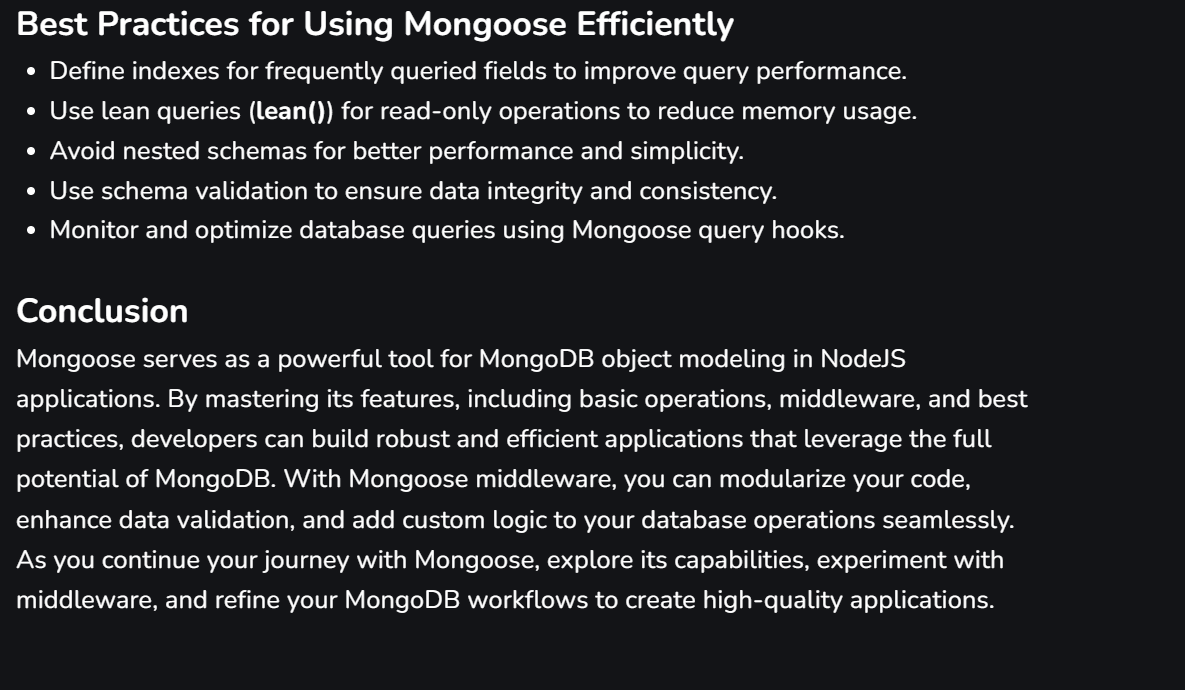 Best Practices for Using Mongoose Efficiently
• Define indexes for frequently queried fields to improve query performance.
• Use lean queries (lean()) for read-only operations to reduce memory usage.
• Avoid nested schemas for better performance and simplicity.
• Use schema validation to ensure data integrity and consistency.
• Monitor and optimize database queries using Mongoose query hooks.
Conclusion
Mongoose serves as a powerful tool for MongoDB object modeling in NodeJS
applications. By mastering its features, including basic operations, middleware, and best
practices, developers can build robust and efficient applications that leverage the full
potential of MongoDB. With Mongoose middleware, you can modularize your code,
enhance data validation, and add custom logic to your database operations seamlessly.
As you continue your journey with Mongoose, explore its capabilities, experiment with
middleware, and refine your MongoDB workflows to create high-quality applications.